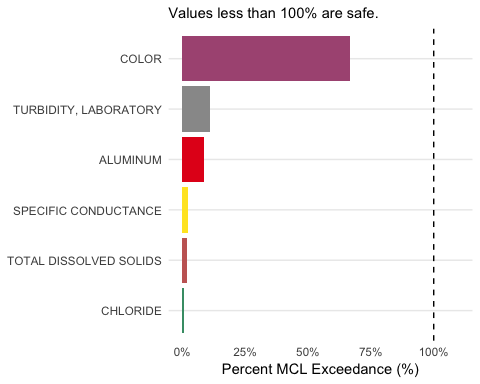 Values less than 100% are safe.
COLOR
TURBIDITY, LABORATORY
ALUMINUM
SPECIFIC CONDUCTANCE
TOTAL DISSOLVED SOLIDS
CHLORIDE
0% 25% 50% 75% 100%
Percent MCL Exceedance (%)